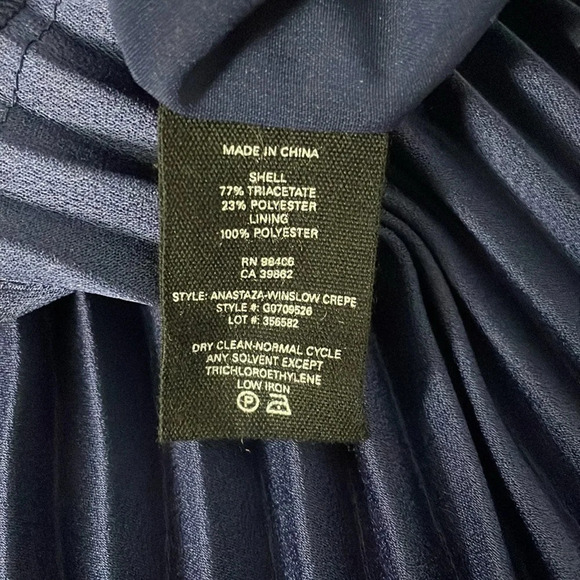 MADE IN CHINA
SHELL
77% TRIACETATE
23% POLYESTER
LINING
100% POLYESTER
RN 96406
CA 39862
STYLE: ANASTAZA-WINSLOW CREPE
STYLE #: G0709526
LOT #: 356582
DRY CLEAN-NORMAL CYCLE
ANY SOLVENT EXCEPT
TRICHLOROETHYLENE
LOW IRON
P